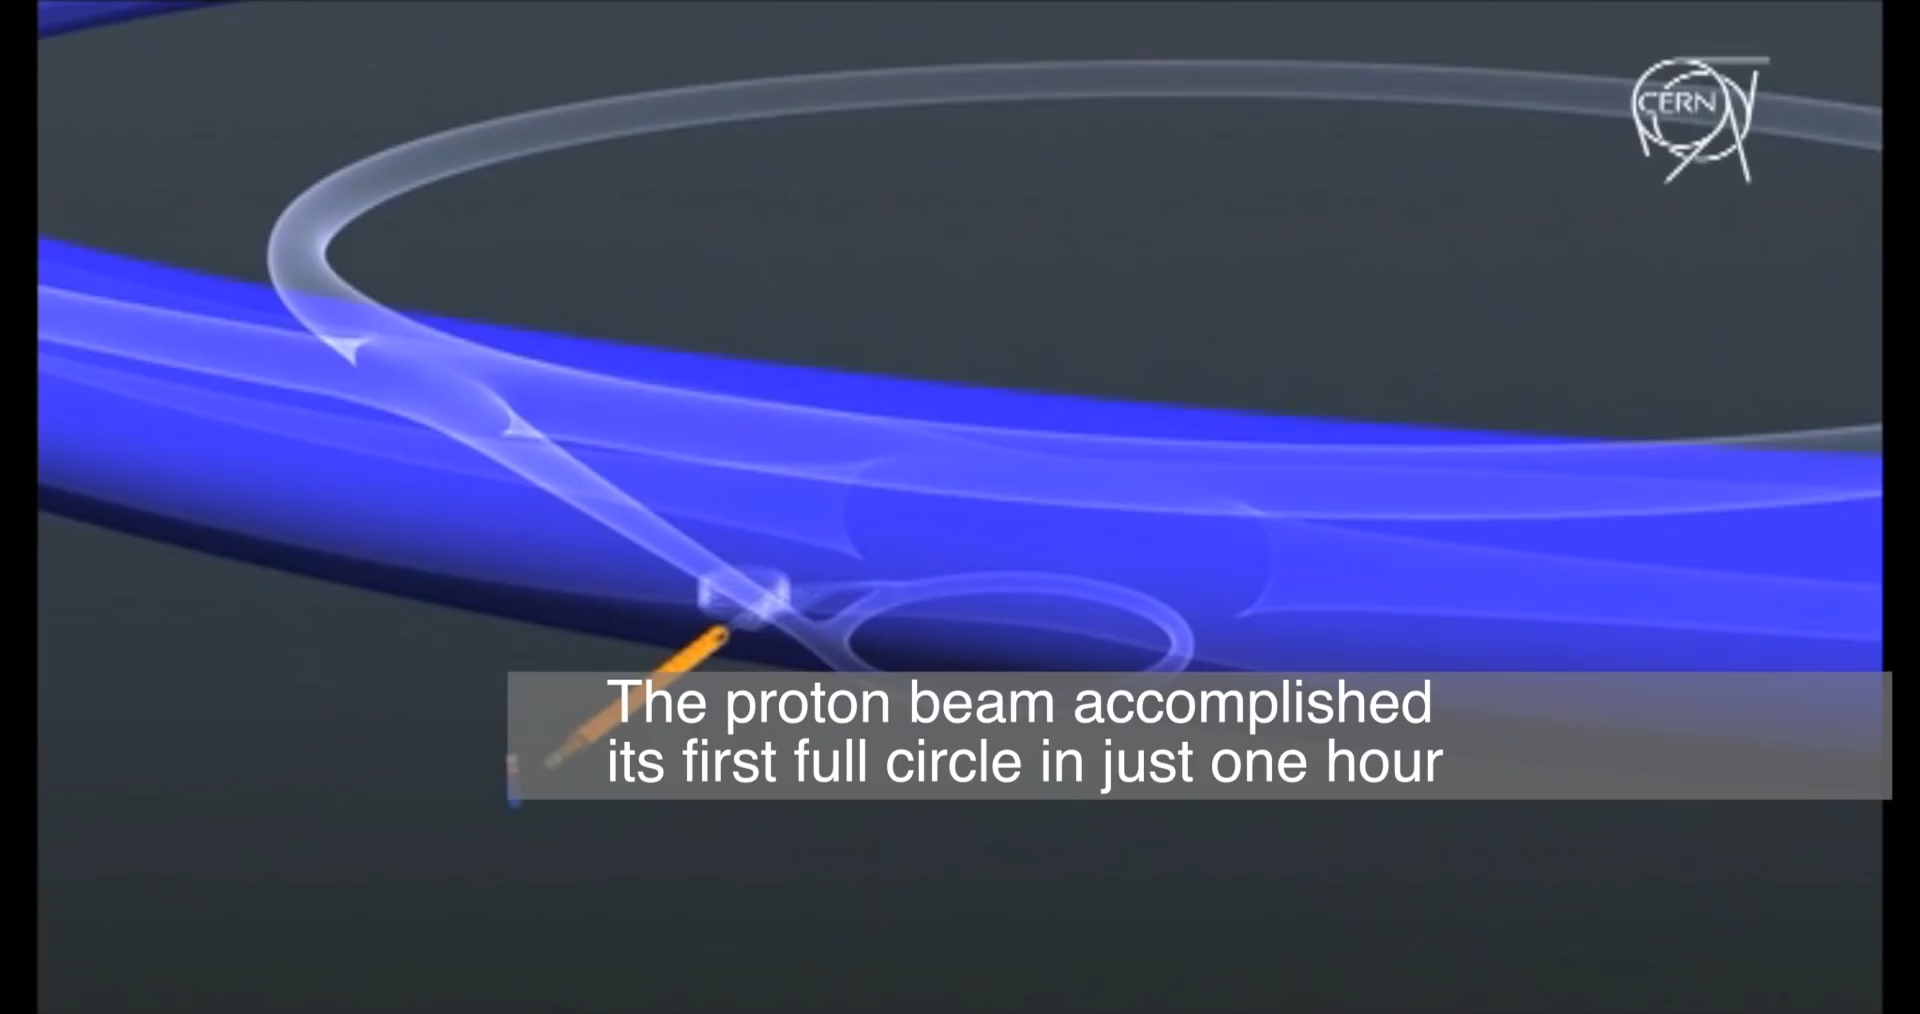 CERN
The proton beam accomplished
its first full circle in just one hour